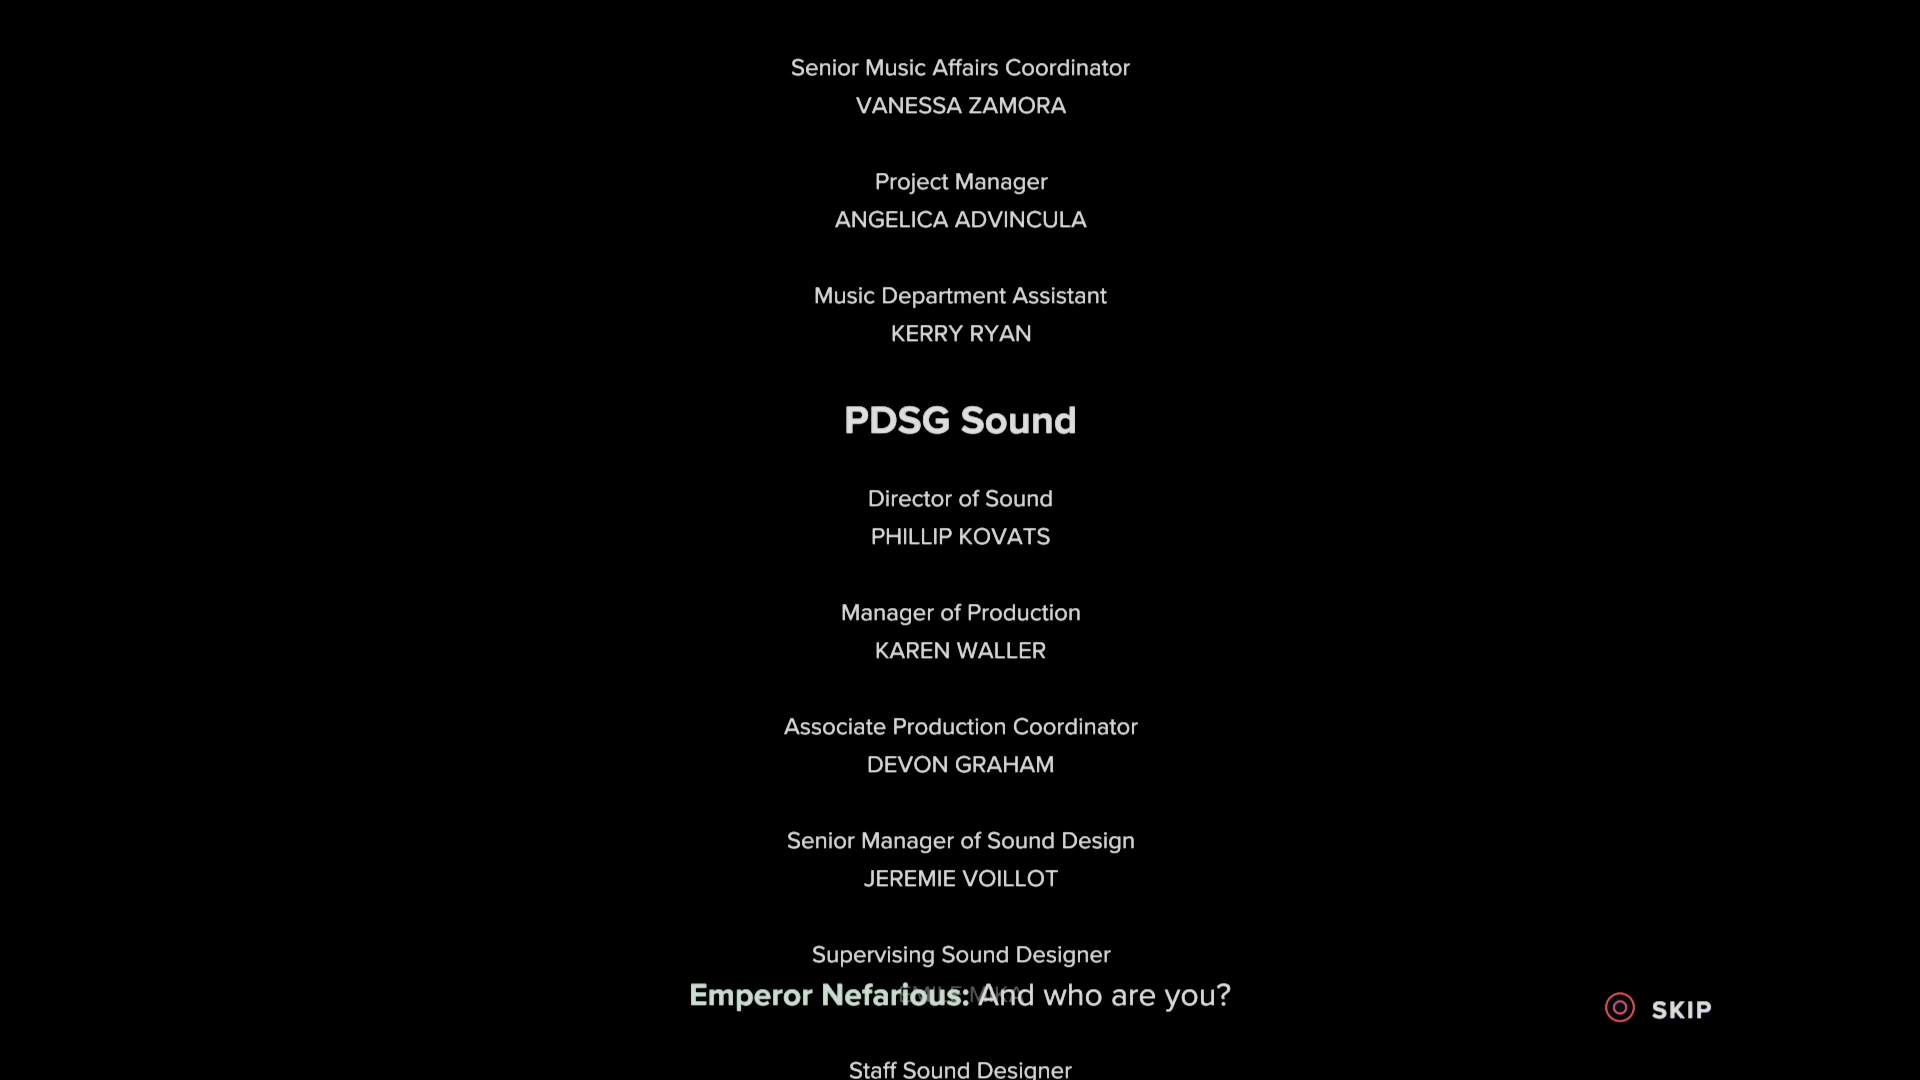 Senior Music Affairs Coordinator
VANESSA ZAMORA
Project Manager
ANGELICA ADVINCULA
Music Department Assistant
KERRY RYAN
PDSG Sound
Director of Sound
PHILLIP KOVATS
Manager of Production
KAREN WALLER
Associate Production Coordinator
DEVON GRAHAM
Senior Manager of Sound Design
JEREMIE VOILLOT
Supervising Sound Designer
Emperor Nefarious: And who are you?
SKIP
Staff Sound Designer